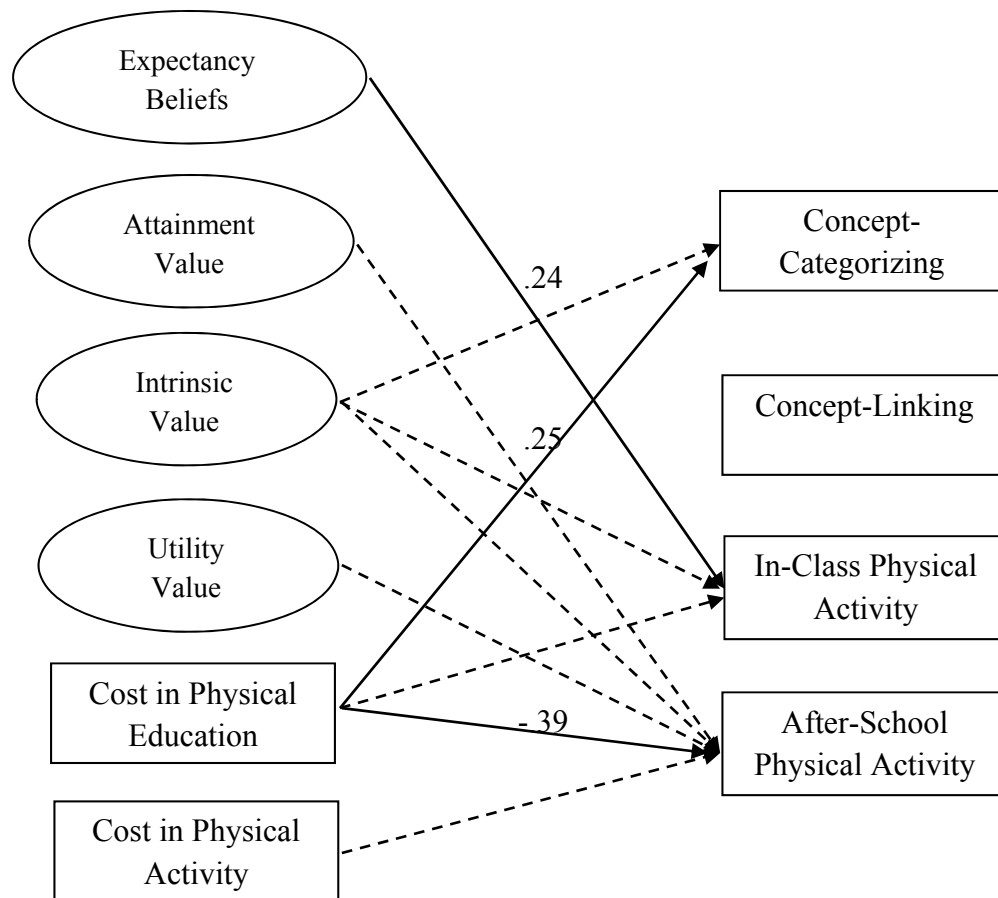 Expectancy
Beliefs
Attainment
Value
Intrinsic
Value
Utility
Value
Cost in Physical
Education
Cost in Physical
Activity
.24
.25
-.39
Concept-
Categorizing
Concept-Linking
In-Class Physical
Activity
After-School
Physical Activity